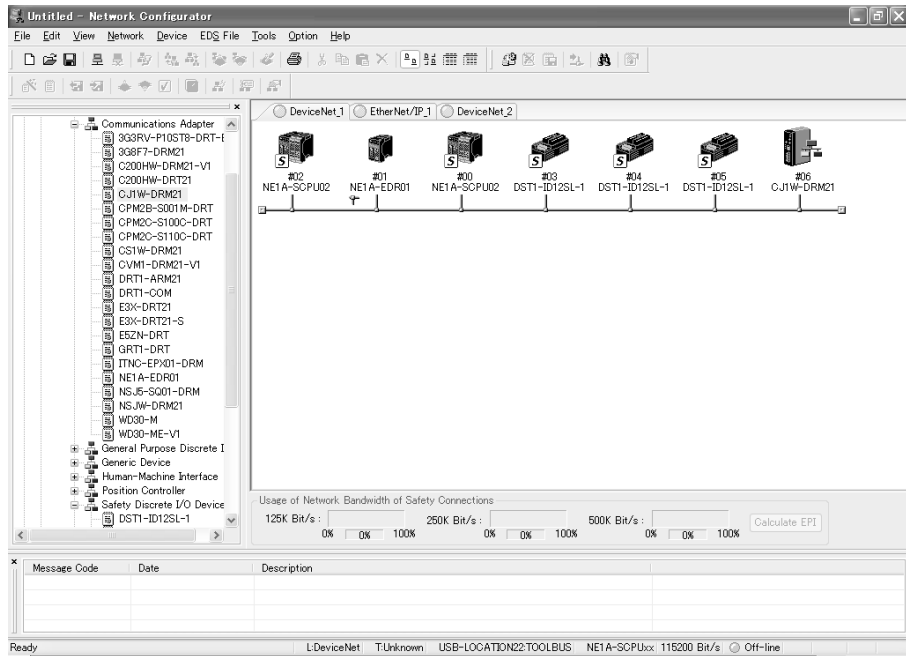 Untitled - Network Configurator
File Edit View Network Device EDS File Tools Option Help
DeviceNet_1 EtherNet/IP_1 DeviceNet_2
Communications Adapter
3G3RV-P10ST8-DRT-E
3G8F7-DRM21
C200HW-DRM21-V1
C200HW-DRT21
CJ1W-DRM21
CPM2B-S001M-DRT
CPM2C-S100C-DRT
CPM2C-S110C-DRT
CS1W-DRM21
CVM1-DRM21-V1
DRT1-ARM21
DRT1-COM
E3X-DRT21
E3X-DRT21-S
E5ZN-DRT
GRT1-DRT
ITNC-EPX01-DRM
NE1A-EDR01
NSJ5-SQ01-DRM
NSJW-DRM21
WD30-M
WD30-ME-V1
General Purpose Discrete I
Generic Device
Human-Machine Interface
Position Controller
Safety Discrete I/O Device
DST1-ID12SL-1
#02 #01 #00 #03 #04 #05 #06
NE1A-SCPU02 NE1A-EDR01 NE1A-SCPU02 DST1-ID12SL-1 DST1-ID12SL-1 DST1-ID12SL-1 CJ1W-DRM21
Usage of Network Bandwidth of Safety Connections
125K Bit/s : 250K Bit/s : 500K Bit/s : Calculate EPI
0% 0% 100% 0% 0% 100% 0% 0% 100%
Message Code Date Description
Ready L:DeviceNet T:Unknown USB-LOCATION22:TOOLBUS NE1A-SCPUxx 115200 Bit/s Off-line